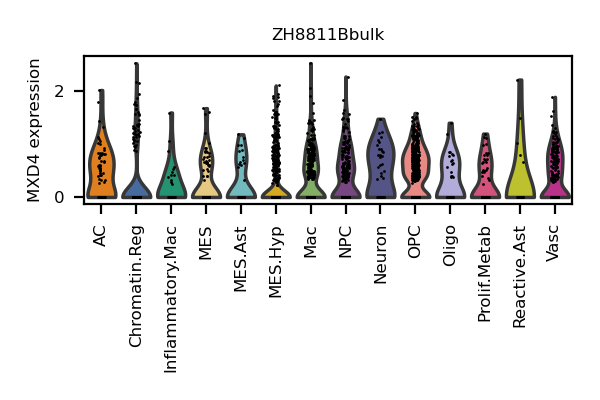 ZH8811Bbulk
MXD4 expression
2
0
AC
Chromatin.Reg
Inflammatory.Mac
MES
MES.Ast
MES.Hyp
Mac
NPC
Neuron
OPC
Oligo
Prolif.Metab
Reactive.Ast
Vasc